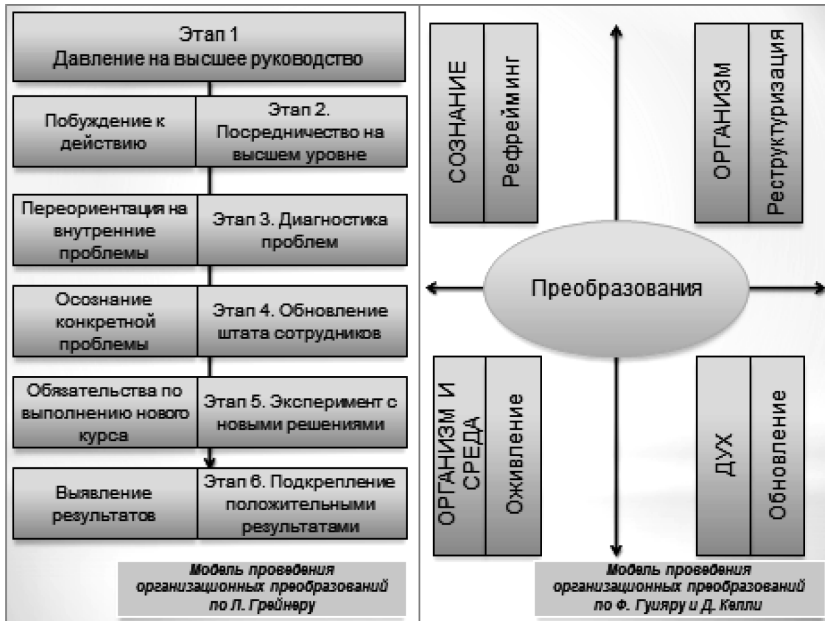 Этап 1
Давление на высшее руководство
Побуждение к
действию
Этап 2.
Посредничество на
высшем уровне
Переориентация на
внутренние
проблемы
Этап 3. Диагностика
проблем
Осознание
конкретной
проблемы
Этап 4. Обновление
штата сотрудников
Обязательства по
выполнению нового
курса
Этап 5. Эксперимент с
новыми решениями
Выявление
результатов
Этап 6. Подкрепление
положительными
результатами
Модель проведения
организационных преобразований
по Л. Грейнеру
СОЗНАНИЕ
Рефрейминг
ОРГАНИЗМ
Реструктуризация
Преобразования
ОРГАНИЗМ И
СРЕДА
Оживление
ДУХ
Обновление
Модель проведения
организационных преобразований
по Ф. Гуияру и Д. Келли